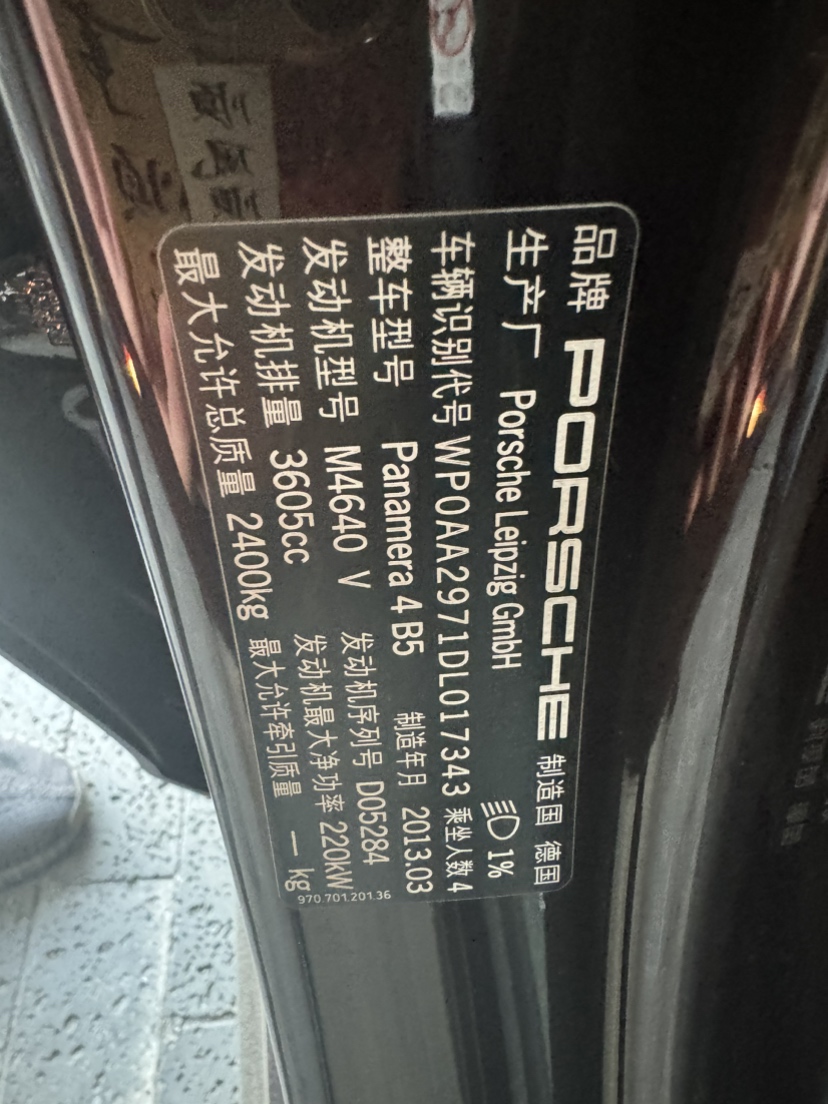 品牌 PORSCHE 制造国 德国
生产厂 Porsche Leipzig GmbH 1%
车辆识别代号 WP0AA2971DL017343 乘坐人数 4
整车型号 Panamera 4 B5 制造年月 2013.03
发动机型号 M4640 V 发动机序列号 D05284
发动机排量 3605cc 发动机最大净功率 220kW
最大允许总质量 2400kg 最大允许牵引质量 — kg
970.701.201.36